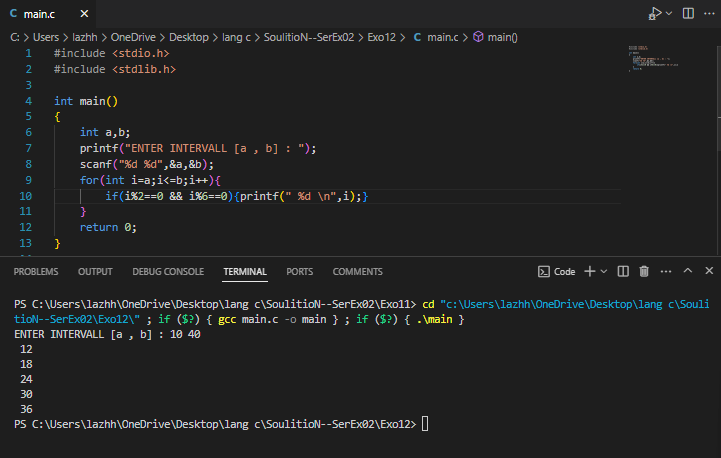 C main.c ×
C: > Users > lazhh > OneDrive > Desktop > lang c > SoulitioN--SerEx02 > Exo12 > C main.c > main()
1 #include <stdio.h>
2 #include <stdlib.h>
3
4 int main()
5 {
6 int a,b;
7 printf("ENTER INTERVALL [a , b] : ");
8 scanf("%d %d",&a,&b);
9 for(int i=a;i<=b;i++){
10 if(i%2==0 && i%6==0){printf(" %d \n",i);}
11 }
12 return 0;
13 }
PROBLEMS OUTPUT DEBUG CONSOLE TERMINAL PORTS COMMENTS Code
PS C:\Users\lazhh\OneDrive\Desktop\lang c\SoulitioN--SerEx02\Exo11> cd "c:\Users\lazhh\OneDrive\Desktop\lang c\Souli
tioN--SerEx02\Exo12\" ; if ($?) { gcc main.c -o main } ; if ($?) { .\main }
ENTER INTERVALL [a , b] : 10 40
12
18
24
30
36
PS C:\Users\lazhh\OneDrive\Desktop\lang c\SoulitioN--SerEx02\Exo12>